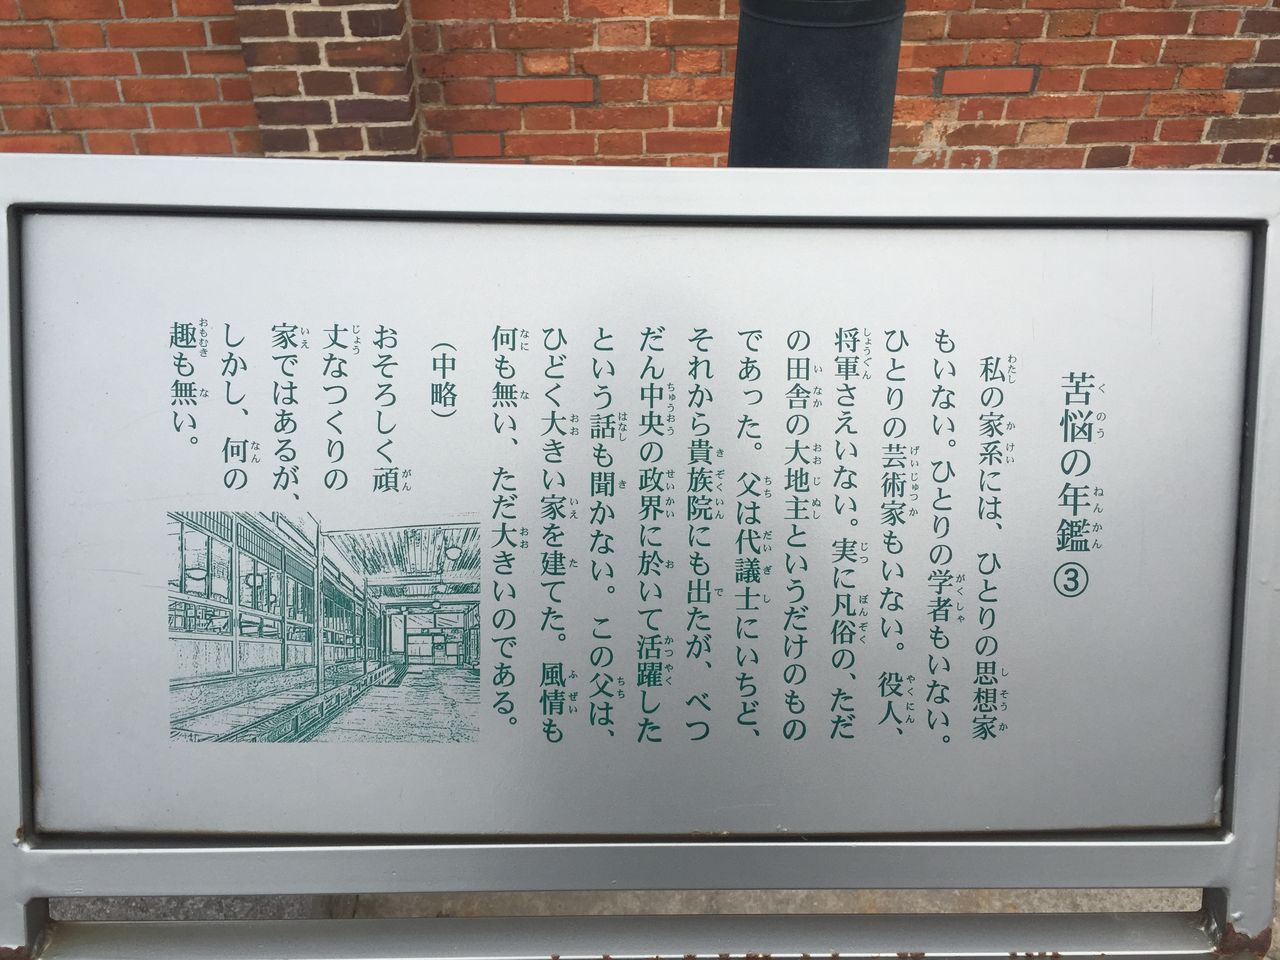 苦悩の年鑑③
私の家系には、ひとりの思想家
もいない。ひとりの学者もいない。
ひとりの芸術家もいない。役人、
将軍さえいない。実に凡俗の、ただ
の田舎の大地主というだけのもの
であった。父は代議士にいちど、
それから貴族院にも出たが、べつ
だん中央の政界に於いて活躍した
という話も聞かない。この父は、
ひどく大きい家を建てた。風情も
何も無い、ただ大きいのである。
（中略）
おそろしく頑
丈なつくりの
家ではあるが、
しかし、何の
趣も無い。